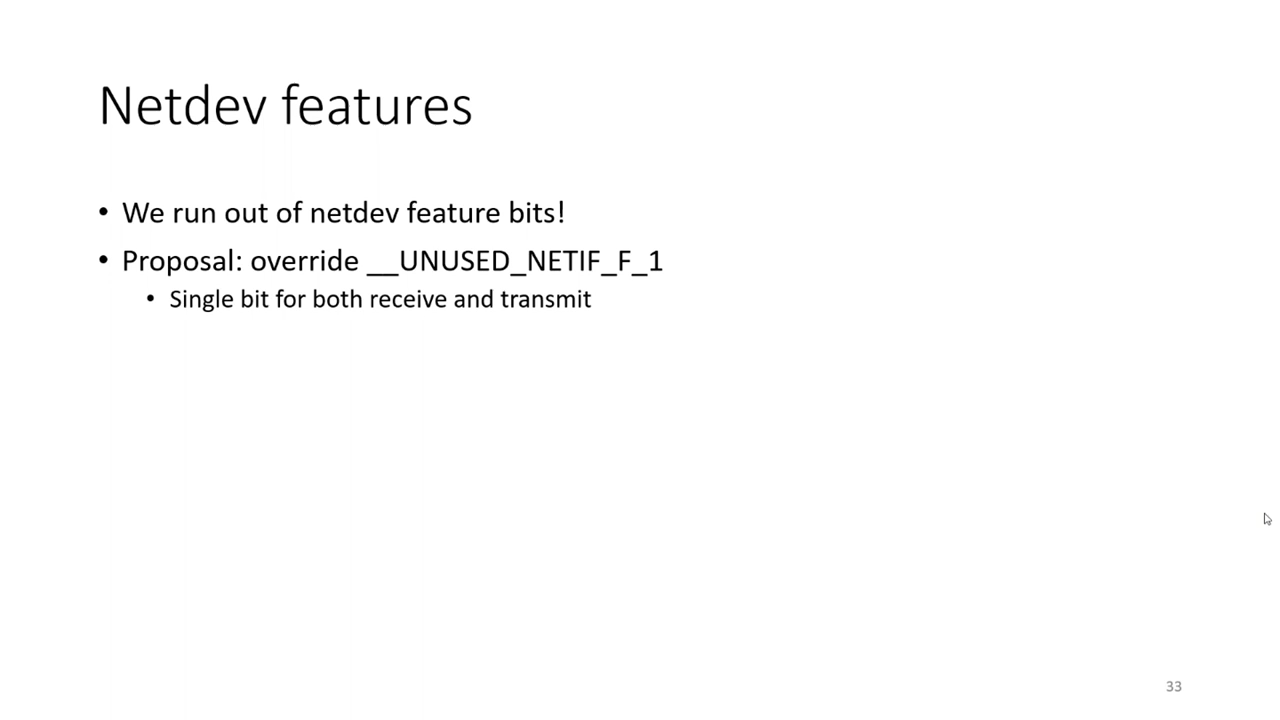 Netdev features
• We run out of netdev feature bits!
• Proposal: override __UNUSED_NETIF_F_1
• Single bit for both receive and transmit
33